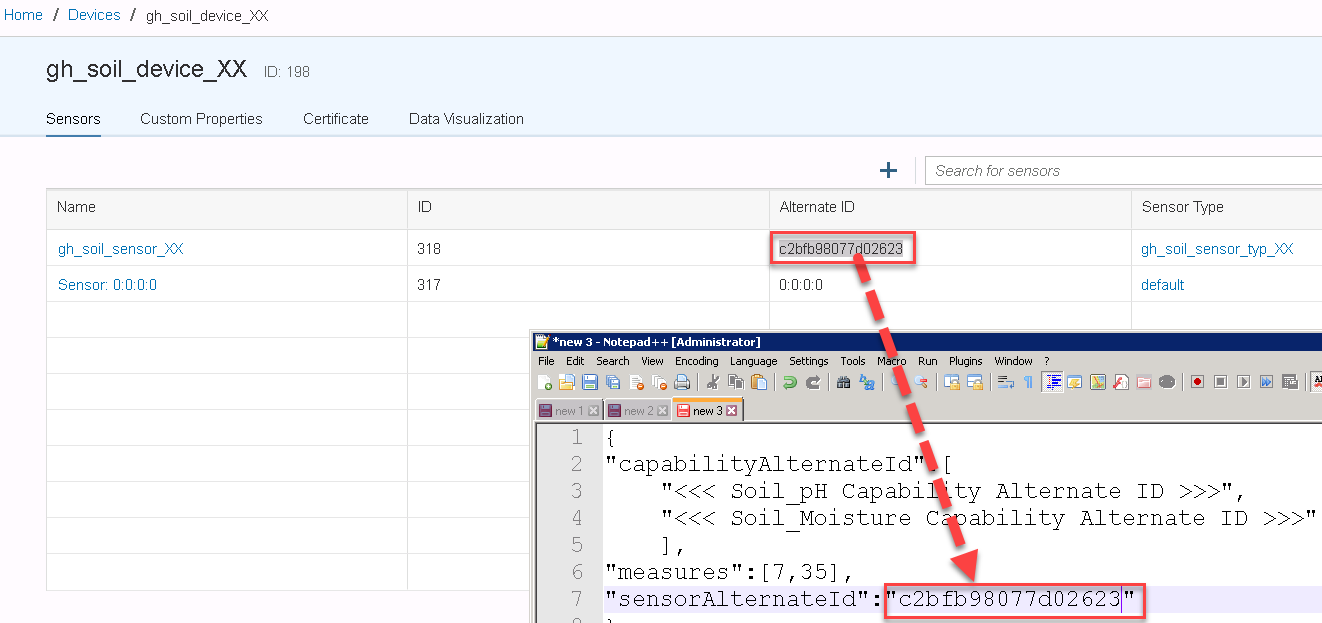 Home / Devices / gh_soil_device_XX
gh_soil_device_XX ID: 198
Sensors Custom Properties Certificate Data Visualization
Search for sensors
Name ID Alternate ID Sensor Type
gh_soil_sensor_XX 318 c2bfb98077d02623 gh_soil_sensor_typ_XX
Sensor: 0:0:0:0 317 0:0:0:0 default
*new 3 - Notepad++ [Administrator]
File Edit Search View Encoding Language Settings Tools Macro Run Plugins Window ?
new 1 new 2 new 3
1 {
2 "capabilityAlternateId":[
3 "<<< Soil_pH Capability Alternate ID >>>",
4 "<<< Soil_Moisture Capability Alternate ID >>>"
5 ],
6 "measures":[7,35],
7 "sensorAlternateId":"c2bfb98077d02623"